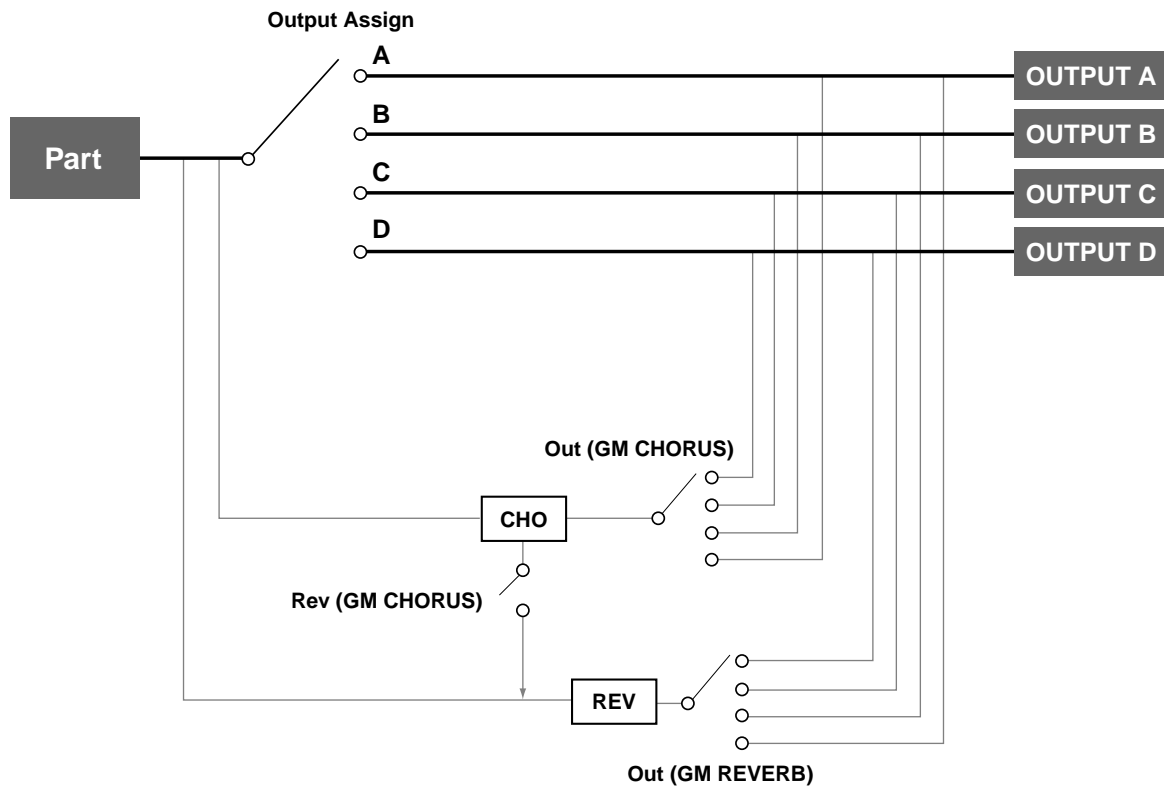 Output Assign
A
OUTPUT A
B
OUTPUT B
Part
C
OUTPUT C
D
OUTPUT D
Out (GM CHORUS)
CHO
Rev (GM CHORUS)
REV
Out (GM REVERB)